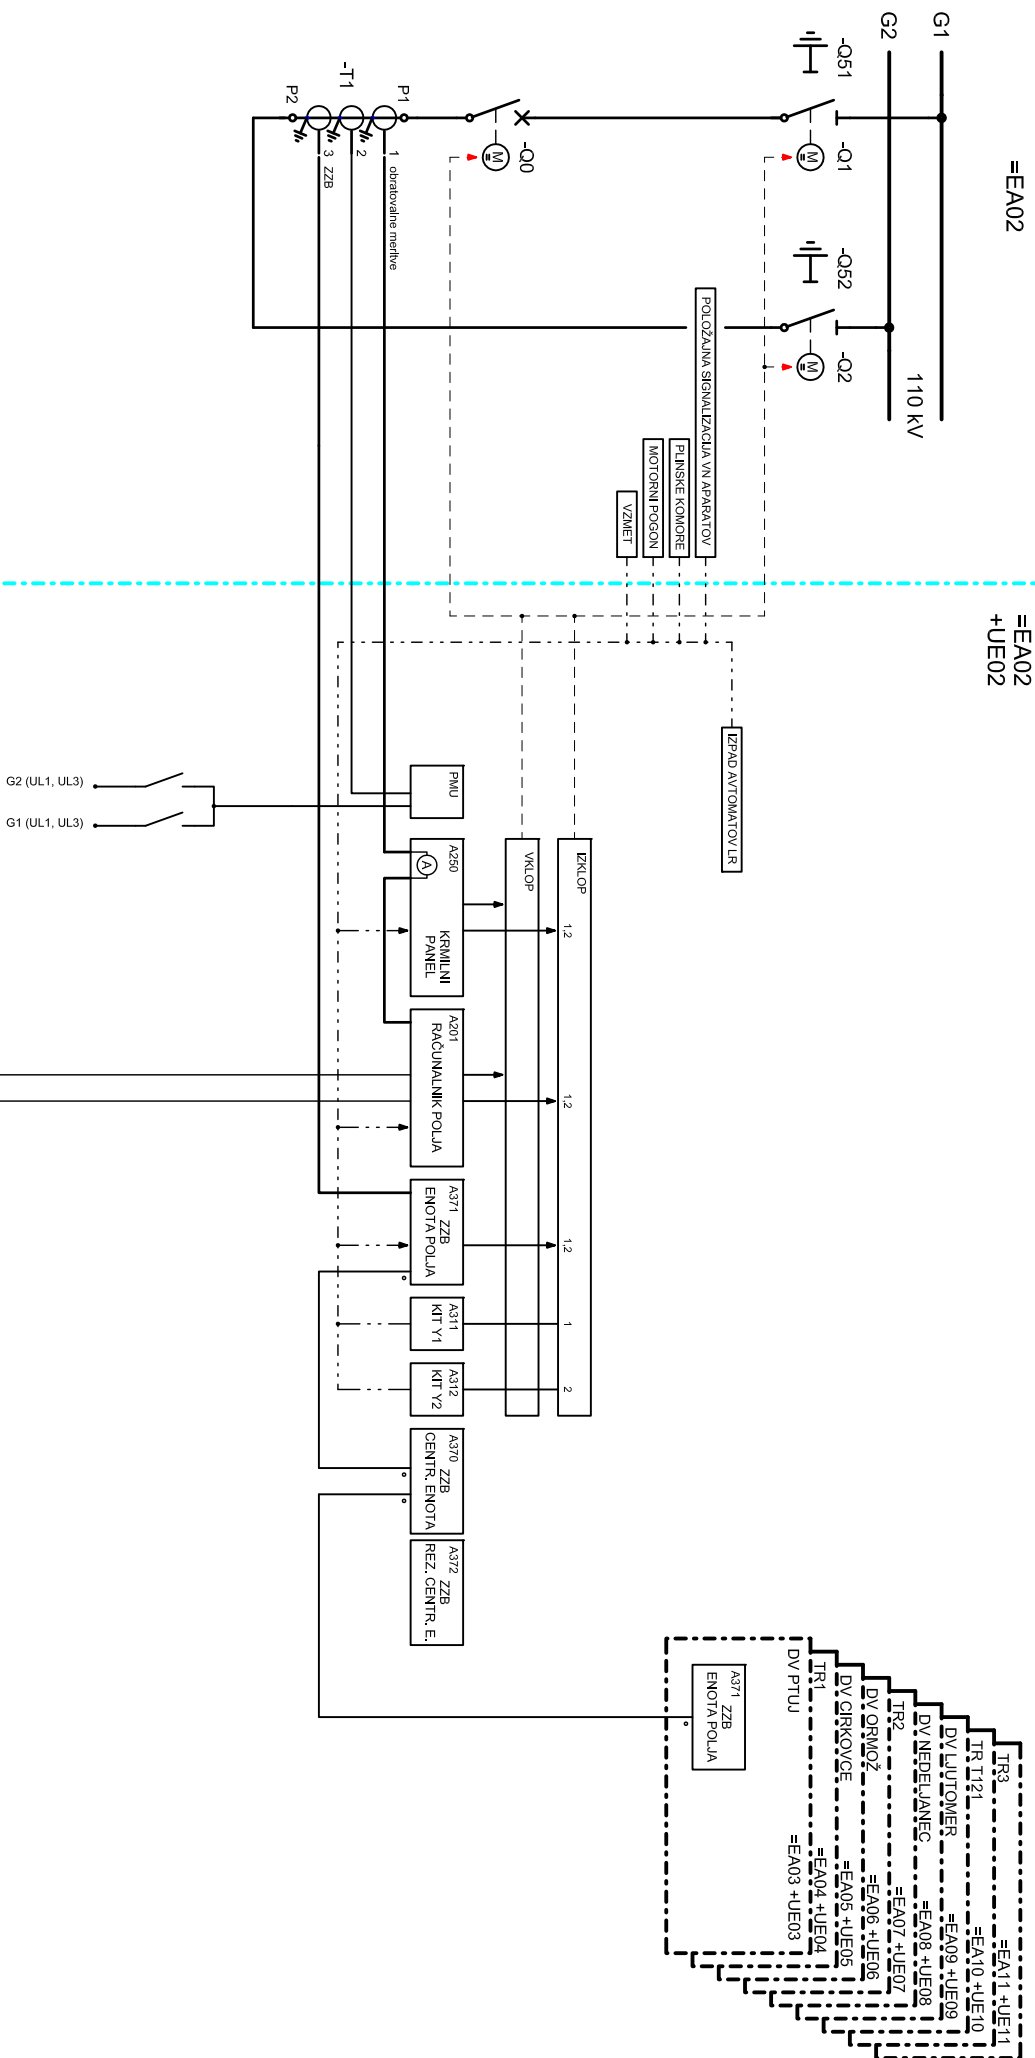 =EA02
G1
G2
110 kV
-Q51
-Q1
M
=
-Q52
-Q2
M
=
-Q0
M
=
P1
-T1
P2
1 obratovalne meritve
2
3 ZZB
POLOŽAJNA SIGNALIZACIJA VN APARATOV
PLINSKE KOMORE
MOTORNI POGON
VZMET
=EA02
+UE02
IZPAD AVTOMATOV LR
G2 (UL1, UL3)
G1 (UL1, UL3)
PMU
IZKLOP
VKLOP
1,2
1,2
1,2
1
2
A250
A
KRMILNI
PANEL
A201
RAČUNALNIK POLJA
A371
ZZB
ENOTA POLJA
A311
KIT Y1
A312
KIT Y2
A370
ZZB
CENTR. ENOTA
A372
ZZB
REZ. CENTR. E.
TR3 =EA11 +UE11
TR T121 =EA10 +UE10
DV LJUTOMER =EA09 +UE09
DV NEDELJANEC =EA08 +UE08
TR2 =EA07 +UE07
DV ORMOŽ =EA06 +UE06
DV CIRKOVCE =EA05 +UE05
TR1 =EA04 +UE04
DV PTUJ =EA03 +UE03
A371
ZZB
ENOTA POLJA